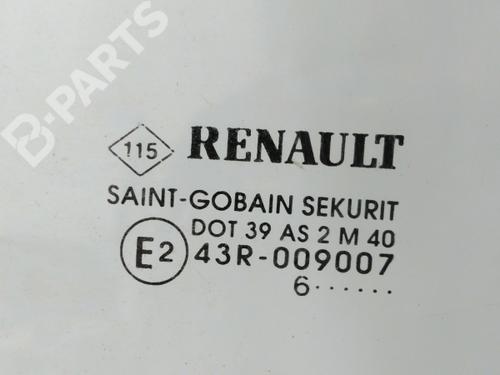 B-PARTS
115 RENAULT
SAINT-GOBAIN SEKURIT
DOT 39 AS 2 M 40
E2 43R-009007
6······